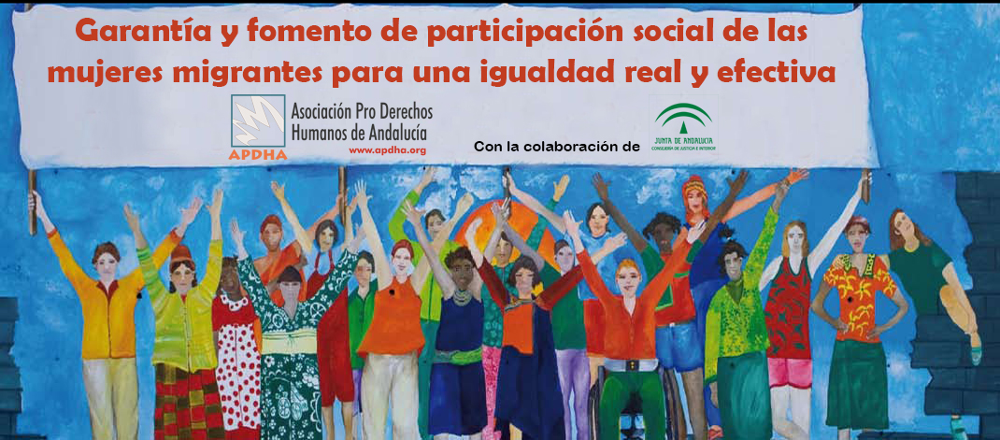 Garantía y fomento de participación social de las
mujeres migrantes para una igualdad real y efectiva
APDHA
Asociación Pro Derechos
Humanos de Andalucía
www.apdha.org
Con la colaboración de
JUNTA DE ANDALUCIA
CONSEJERÍA DE JUSTICIA E INTERIOR